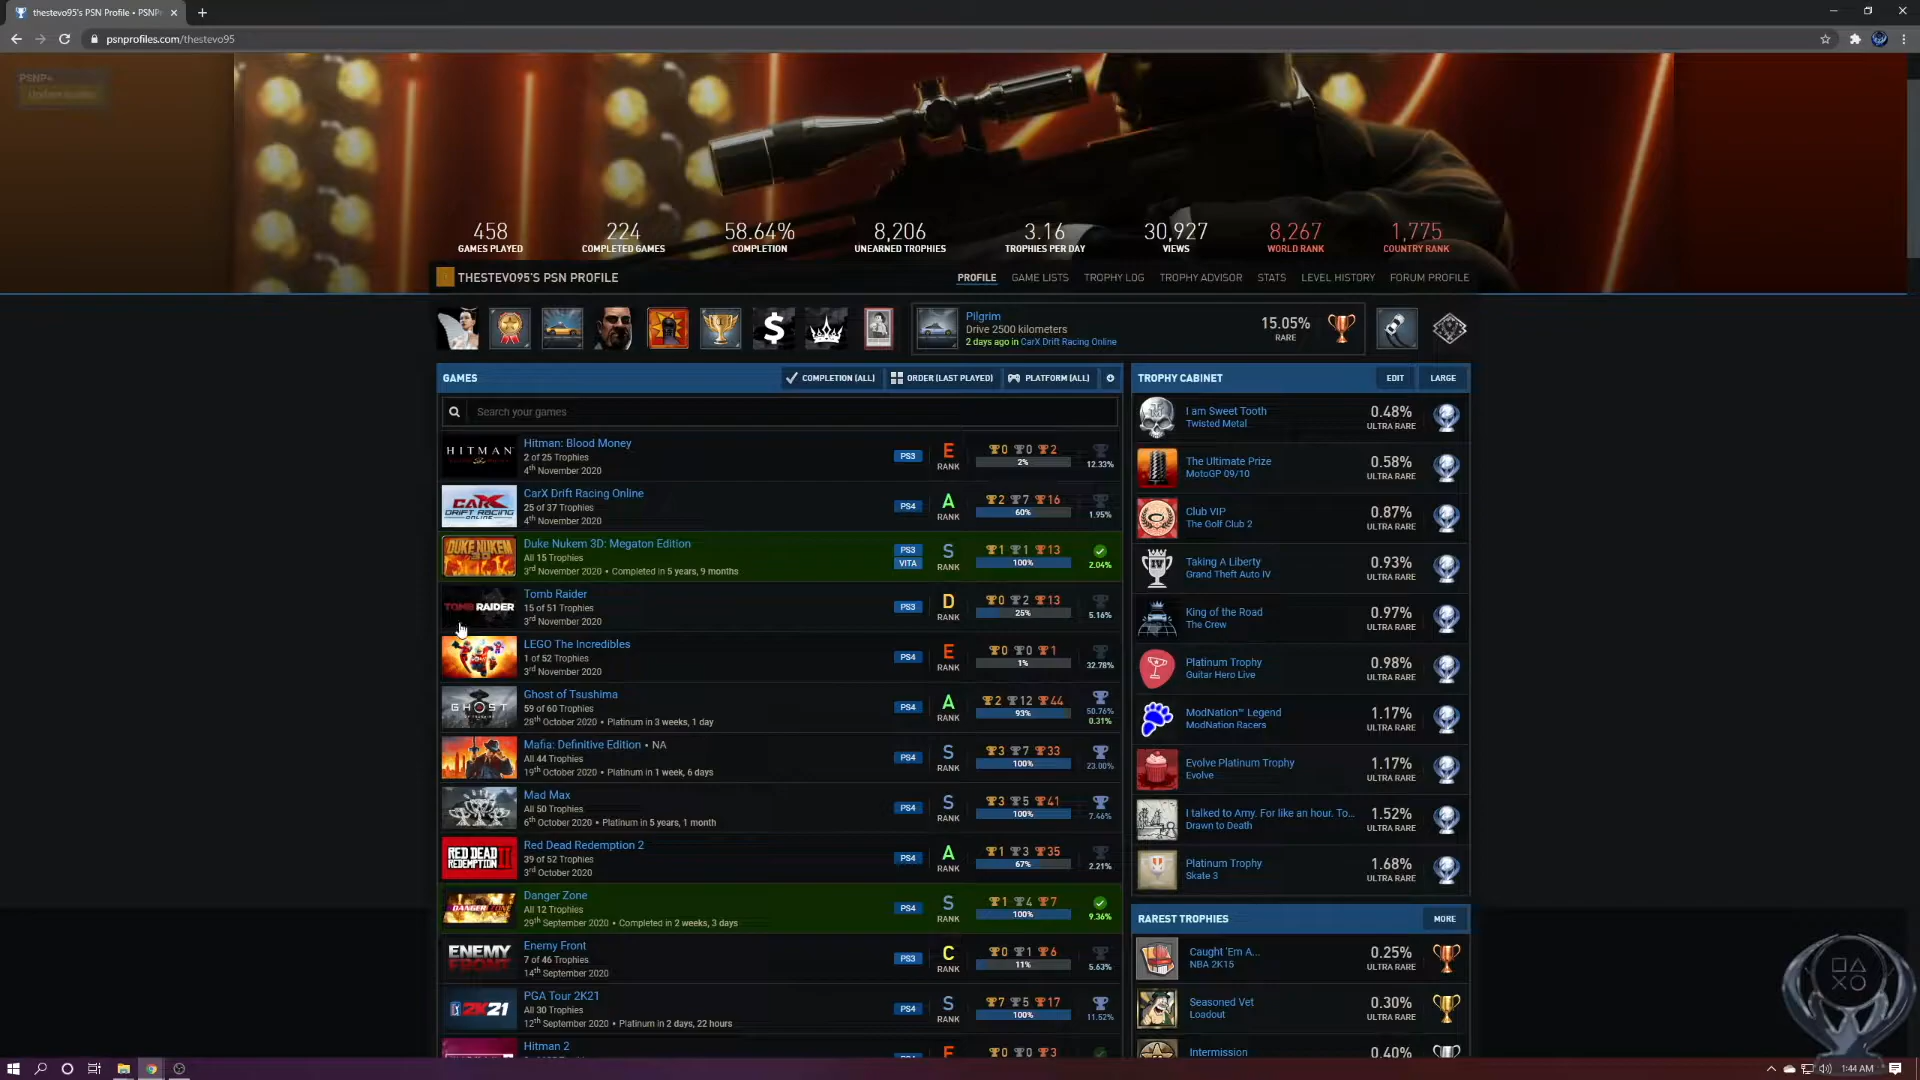 thestevo95's PSN Profile • PSNP
psnprofiles.com/thestevo95
PSNP+
458 224 58.64% 8,206 3.16 30,927 8,267 1,775
GAMES PLAYED COMPLETED GAMES COMPLETION UNEARNED TROPHIES TROPHIES PER DAY VIEWS WORLD RANK COUNTRY RANK
THESTEVO95'S PSN PROFILE PROFILE GAME LISTS TROPHY LOG TROPHY ADVISOR STATS LEVEL HISTORY FORUM PROFILE
Pilgrim
Drive 2500 kilometers
2 days ago in CarX Drift Racing Online
15.05%
RARE
GAMES COMPLETION (ALL) ORDER (LAST PLAYED) PLATFORM (ALL)
Search your games
HITMAN
Hitman: Blood Money
2 of 25 Trophies
4th November 2020
PS3 E RANK 0 0 2 2% 12.33%
CARX DRIFT RACING ONLINE
CarX Drift Racing Online
25 of 37 Trophies
4th November 2020
PS4 A RANK 2 7 16 60% 1.95%
DUKE NUKEM 3D
Duke Nukem 3D: Megaton Edition
All 15 Trophies
3rd November 2020 • Completed in 5 years, 9 months
PS3 VITA S RANK 1 1 13 100% 2.04%
TOMB RAIDER
Tomb Raider
15 of 51 Trophies
3rd November 2020
PS3 D RANK 0 2 13 25% 5.16%
LEGO The Incredibles
1 of 52 Trophies
3rd November 2020
PS4 E RANK 0 0 1 1% 32.78%
GHOST
Ghost of Tsushima
59 of 60 Trophies
28th October 2020 • Platinum in 3 weeks, 1 day
PS4 A RANK 2 12 44 93% 50.76% 0.31%
Mafia: Definitive Edition • NA
All 44 Trophies
19th October 2020 • Platinum in 1 week, 6 days
PS4 S RANK 3 7 33 100% 23.00%
Mad Max
All 50 Trophies
6th October 2020 • Platinum in 5 years, 1 month
PS4 S RANK 3 5 41 100% 7.46%
RED DEAD REDEMPTION II
Red Dead Redemption 2
39 of 52 Trophies
3rd October 2020
PS4 A RANK 1 3 35 67% 2.21%
DANGER ZONE
Danger Zone
All 12 Trophies
29th September 2020 • Completed in 2 weeks, 3 days
PS4 S RANK 1 4 7 100% 9.36%
ENEMY FRONT
Enemy Front
7 of 46 Trophies
14th September 2020
PS3 C RANK 0 1 6 11% 5.63%
2K21
PGA Tour 2K21
All 30 Trophies
12th September 2020 • Platinum in 2 days, 22 hours
PS4 S RANK 7 5 17 100% 11.52%
Hitman 2
0 0 3
TROPHY CABINET EDIT LARGE
I am Sweet Tooth 0.48%
Twisted Metal ULTRA RARE
The Ultimate Prize 0.58%
MotoGP 09/10 ULTRA RARE
Club VIP 0.87%
The Golf Club 2 ULTRA RARE
Taking A Liberty 0.93%
Grand Theft Auto IV ULTRA RARE
King of the Road 0.97%
The Crew ULTRA RARE
Platinum Trophy 0.98%
Guitar Hero Live ULTRA RARE
ModNation™ Legend 1.17%
ModNation Racers ULTRA RARE
Evolve Platinum Trophy 1.17%
Evolve ULTRA RARE
I talked to Amy. For like an hour. To... 1.52%
Drawn to Death ULTRA RARE
Platinum Trophy 1.68%
Skate 3 ULTRA RARE
RAREST TROPHIES MORE
Caught 'Em A... 0.25%
NBA 2K15 ULTRA RARE
Seasoned Vet 0.30%
Loadout ULTRA RARE
Intermission 0.40%
1:44 AM